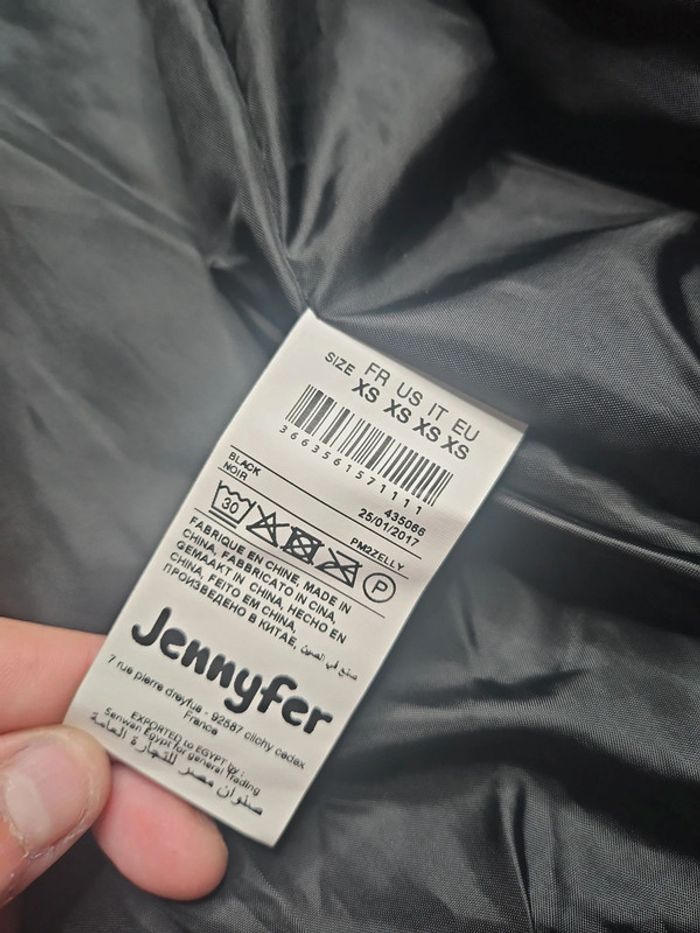 SIZE FR US IT EU
XS XS XS XS
3663561571111
435066
25/01/2017
BLACK
NOIR
PM2ZELLY
30
P
FABRIQUE EN CHINE, MADE IN
CHINA, FABBRICATO IN CINA,
GEMAAKT IN CHINA, HECHO EN
CHINA, FEITO EM CHINA,
ПРОИЗВЕДЕНО В КИТАЕ, صنع في الصين
Jennyfer
7 rue pierre dreyfus - 92587 clichy cedex
France
EXPORTED to EGYPT by :
Senwan Egypt for general Trading
صنوان مصر للتجارة العامة